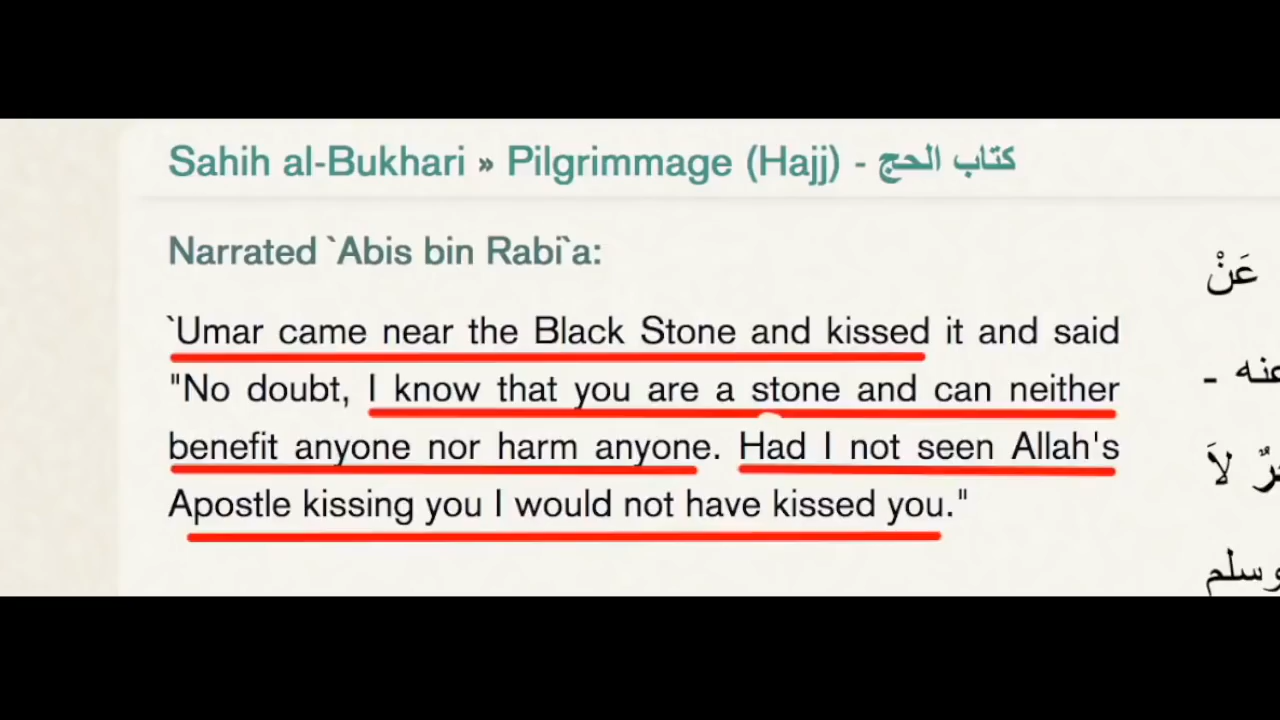 Sahih al-Bukhari » Pilgrimmage (Hajj) - كتاب الحج
Narrated `Abis bin Rabi`a:
عَنْ
`Umar came near the Black Stone and kissed it and said
"No doubt, I know that you are a stone and can neither
benefit anyone nor harm anyone. Had I not seen Allah's
لاَ
Apostle kissing you I would not have kissed you."
وسلم